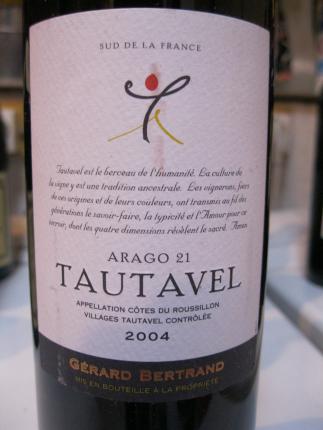 SUD DE LA FRANCE
Tautavel est le berceau de l'humanité. La culture de
la vigne y est une tradition ancestrale. Les vignerons, fiers
de ces origines et de leurs couleurs, ont transmis au fil des
générations le savoir-faire, la typicité et l'Amour pour ce
terroir, dont les quatre dimensions révèlent le sacré. Amen
ARAGO 21
TAUTAVEL
APPELLATION CÔTES DU ROUSSILLON
VILLAGES TAUTAVEL CONTRÔLÉE
2004
GÉRARD BERTRAND
MIS EN BOUTEILLE À LA PROPRIÉTÉ